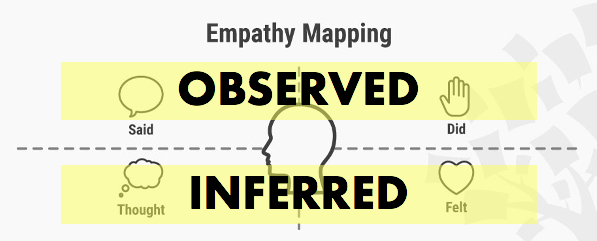 Empathy Mapping
OBSERVED
Said Did
INFERRED
Thought Felt